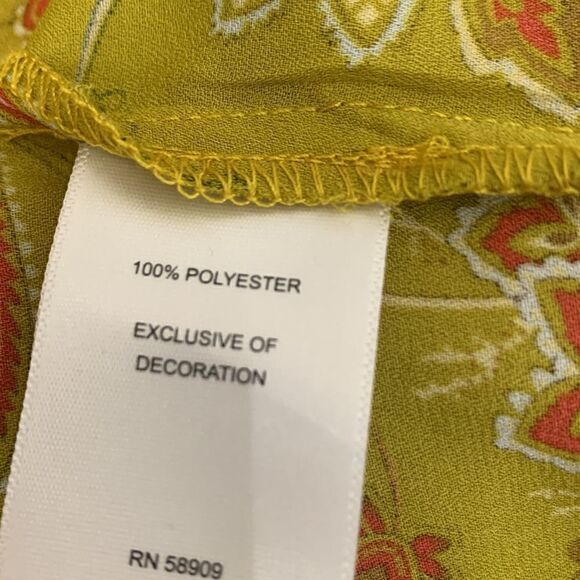 100% POLYESTER
EXCLUSIVE OF
DECORATION
RN 58909